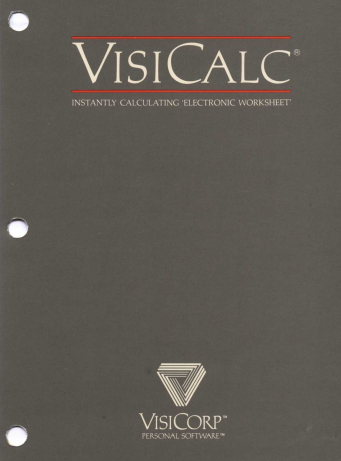 VISICALC®
INSTANTLY CALCULATING 'ELECTRONIC WORKSHEET'
VISICORP™
PERSONAL SOFTWARE™